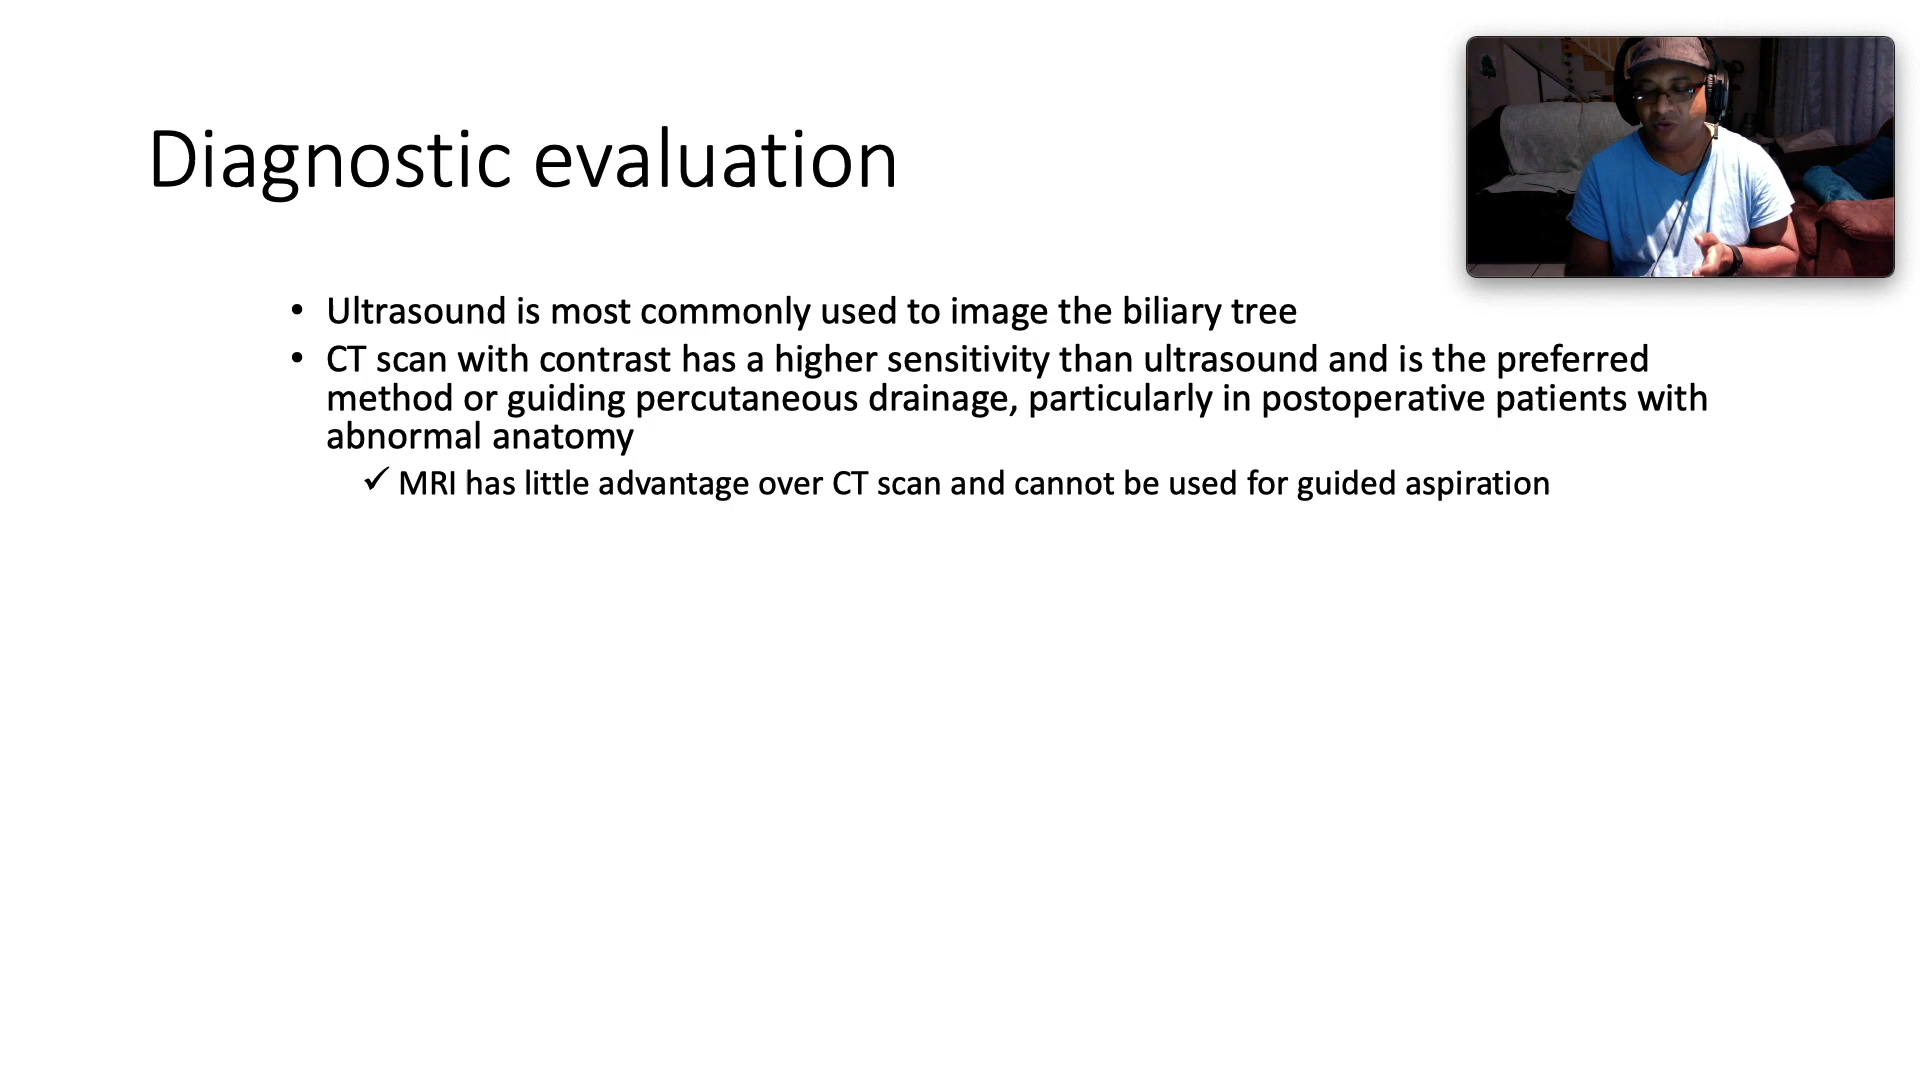 Diagnostic evaluation
• Ultrasound is most commonly used to image the biliary tree
• CT scan with contrast has a higher sensitivity than ultrasound and is the preferred
method or guiding percutaneous drainage, particularly in postoperative patients with
abnormal anatomy
✓ MRI has little advantage over CT scan and cannot be used for guided aspiration